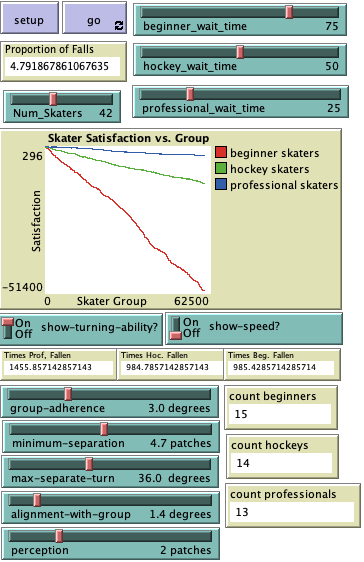 setup
go
beginner_wait_time 75
Proportion of Falls
4.791867861067635
hockey_wait_time 50
Num_Skaters 42
professional_wait_time 25
Skater Satisfaction vs. Group
296
Satisfaction
-51400
0
Skater Group
62500
beginner skaters
hockey skaters
professional skaters
On
Off
show-turning-ability?
On
Off
show-speed?
Times Prof, Fallen
1455.857142857143
Times Hoc. Fallen
984.7857142857143
Times Beg. Fallen
985.4285714285714
group-adherence 3.0 degrees
count beginners
15
minimum-separation 4.7 patches
count hockeys
14
max-separate-turn 36.0 degrees
count professionals
13
alignment-with-group 1.4 degrees
perception 2 patches